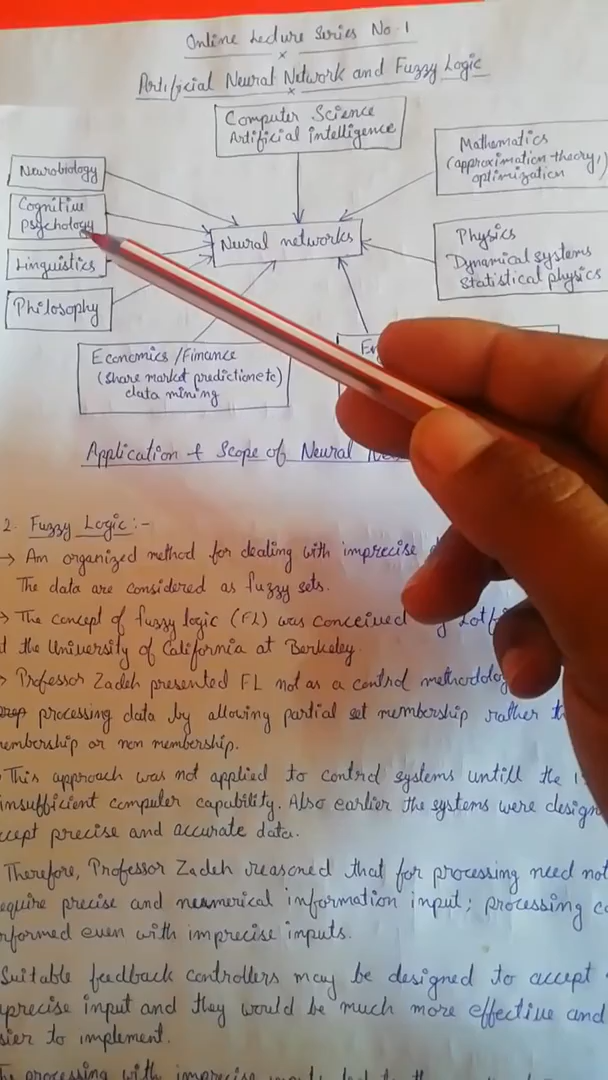 Online Lecture Series No. 1
Artificial Neural Network and Fuzzy Logic
Computer Science
Artificial intelligence
Mathematics
(approximation theory,
optimization
Neurobiology
Cognitive
psychology
Linguistics
Philosophy
Neural networks
Physics
Dynamical systems
Statistical physics
Economics/Finance
(share market prediction etc)
data mining
Application & Scope of Neural
2. Fuzzy Logic:-
→ An organized method for dealing with imprecise
The data are considered as fuzzy sets.
→ The concept of fuzzy logic (FL) was conceived
the University of California at Berkeley.
→ Professor Zadeh presented FL not as a control
processing data by allowing partial set membership rather
membership or non membership.
This approach was not applied to control systems untill the
insufficient computer capability. Also earlier the systems were
precise and accurate data.
Therefore, Professor Zadeh reasoned that for processing need not
precise and neumerical information input; processing
even with imprecise inputs.
Suitable feedback controllers may be designed to accept
input and they would be much more effective and
to implement.
processing with